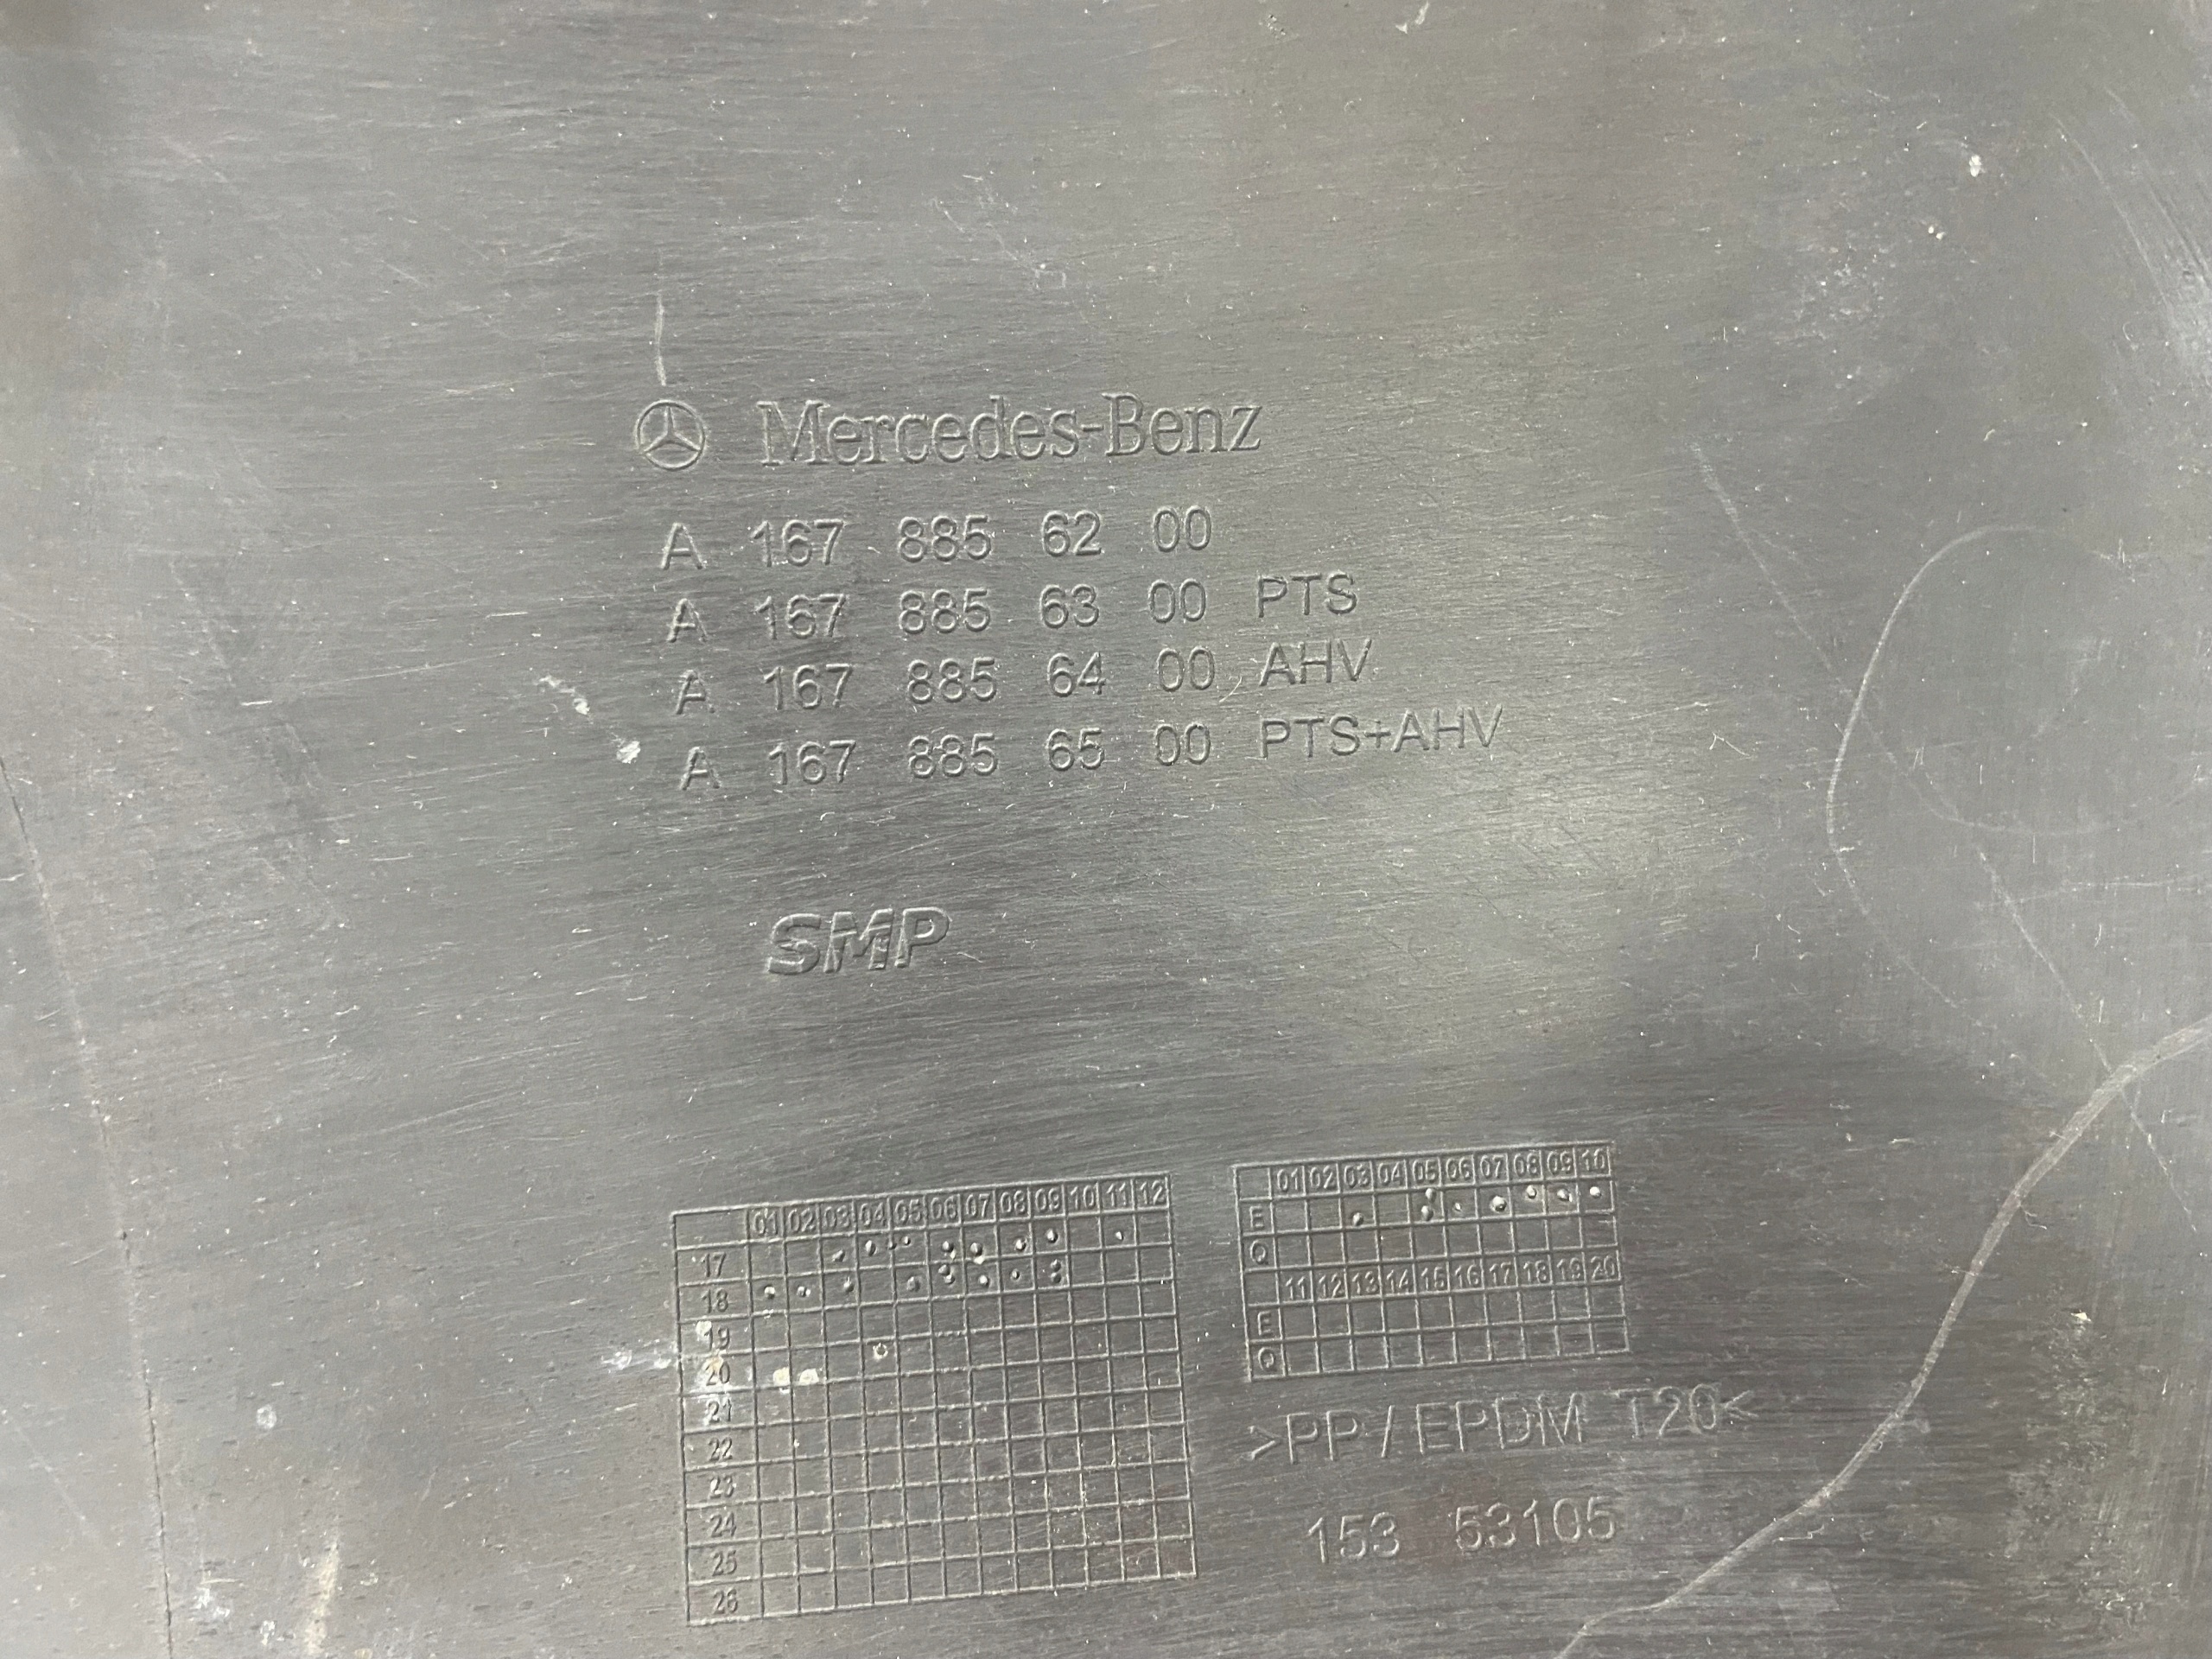 Mercedes-Benz
A 167 885 62 00
A 167 885 63 00 PTS
A 167 885 64 00 AHV
A 167 885 65 00 PTS+AHV
SMP
01 02 03 04 05 06 07 08 09 10 11 12
17
18
19
20
21
22
23
24
25
26
01 02 03 04 05 06 07 08 09 10
E
Q
11 12 13 14 15 16 17 18 19 20
E
Q
>PP/EPDM T20<
153 53105